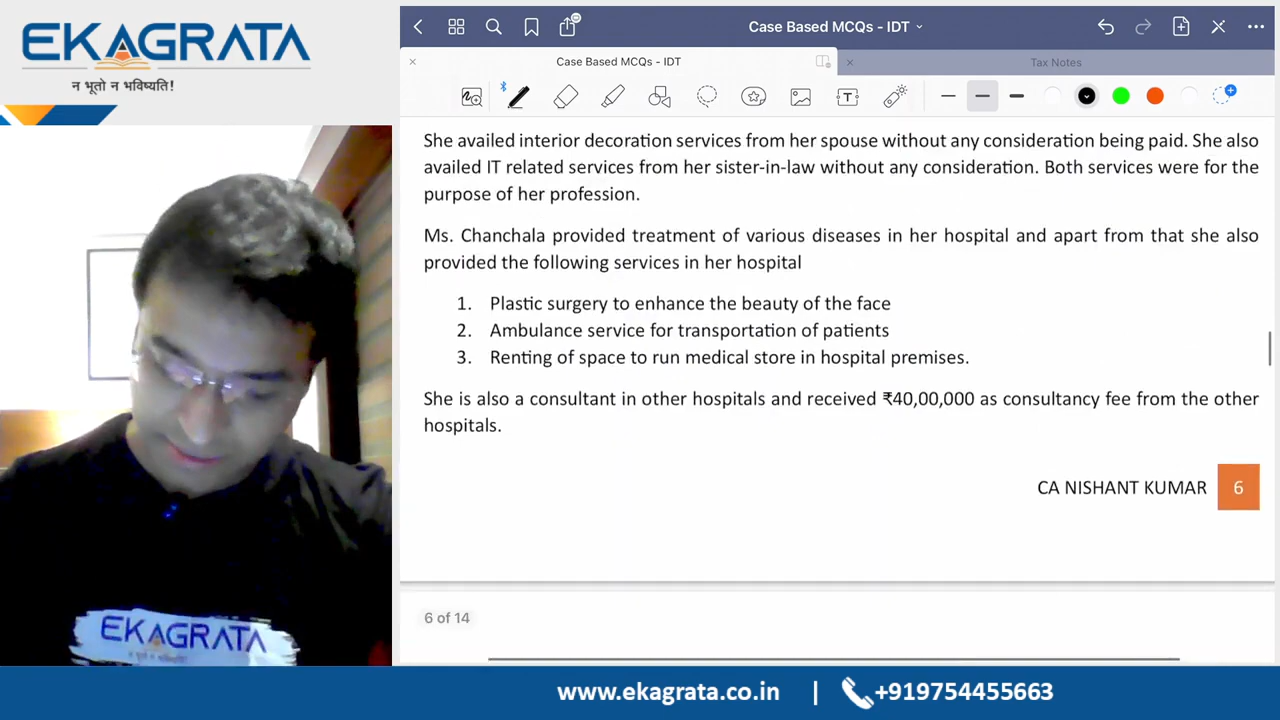 EKAGRATA
न भूतो न भविष्यति!
Case Based MCQs - IDT
Case Based MCQs - IDT
Tax Notes
She availed interior decoration services from her spouse without any consideration being paid. She also
availed IT related services from her sister-in-law without any consideration. Both services were for the
purpose of her profession.
Ms. Chanchala provided treatment of various diseases in her hospital and apart from that she also
provided the following services in her hospital
1. Plastic surgery to enhance the beauty of the face
2. Ambulance service for transportation of patients
3. Renting of space to run medical store in hospital premises.
She is also a consultant in other hospitals and received ₹40,00,000 as consultancy fee from the other
hospitals.
CA NISHANT KUMAR 6
6 of 14
EKAGRATA
www.ekagrata.co.in | +919754455663